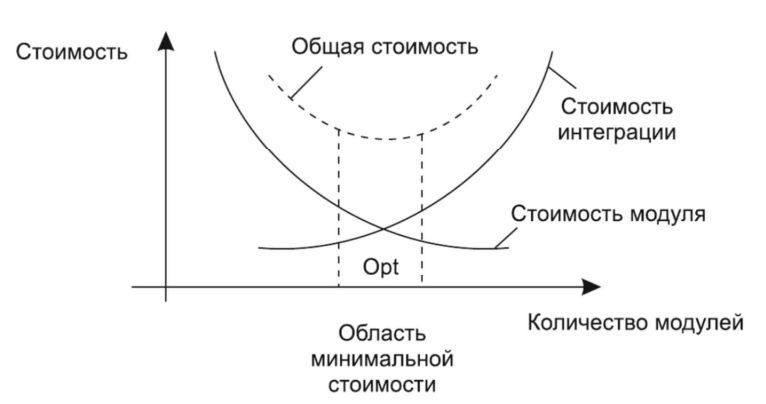 Стоимость
Общая стоимость
Стоимость
интеграции
Стоимость модуля
Opt
Количество модулей
Область
минимальной
стоимости